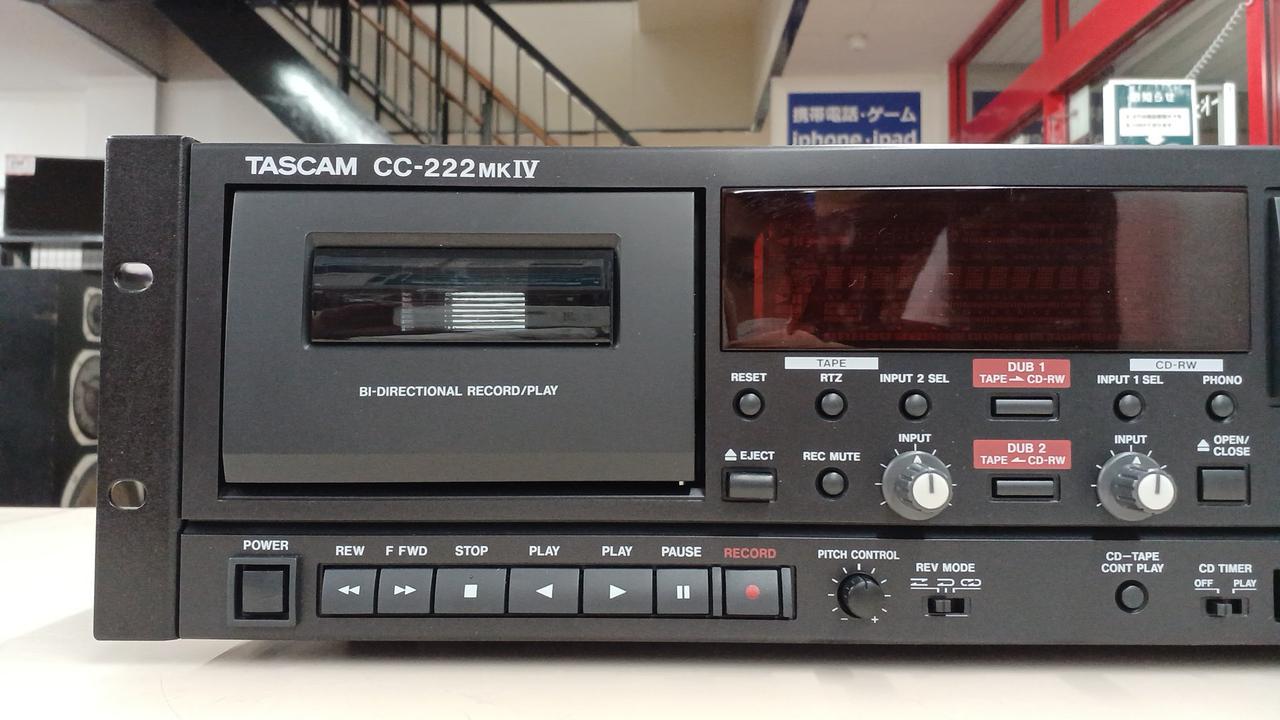 携帯電話・ゲーム
iphone・ipad
お知らせ
TASCAM CC-222MKIV
BI-DIRECTIONAL RECORD/PLAY
TAPE
CD-RW
RESET
RTZ
INPUT 2 SEL
DUB 1
TAPE CD-RW
INPUT 1 SEL
PHONO
EJECT
REC MUTE
INPUT
DUB 2
TAPE CD-RW
INPUT
OPEN/
CLOSE
POWER
REW
F FWD
STOP
PLAY
PLAY
PAUSE
RECORD
PITCH CONTROL
- +
REV MODE
CD-TAPE
CONT PLAY
CD TIMER
OFF PLAY